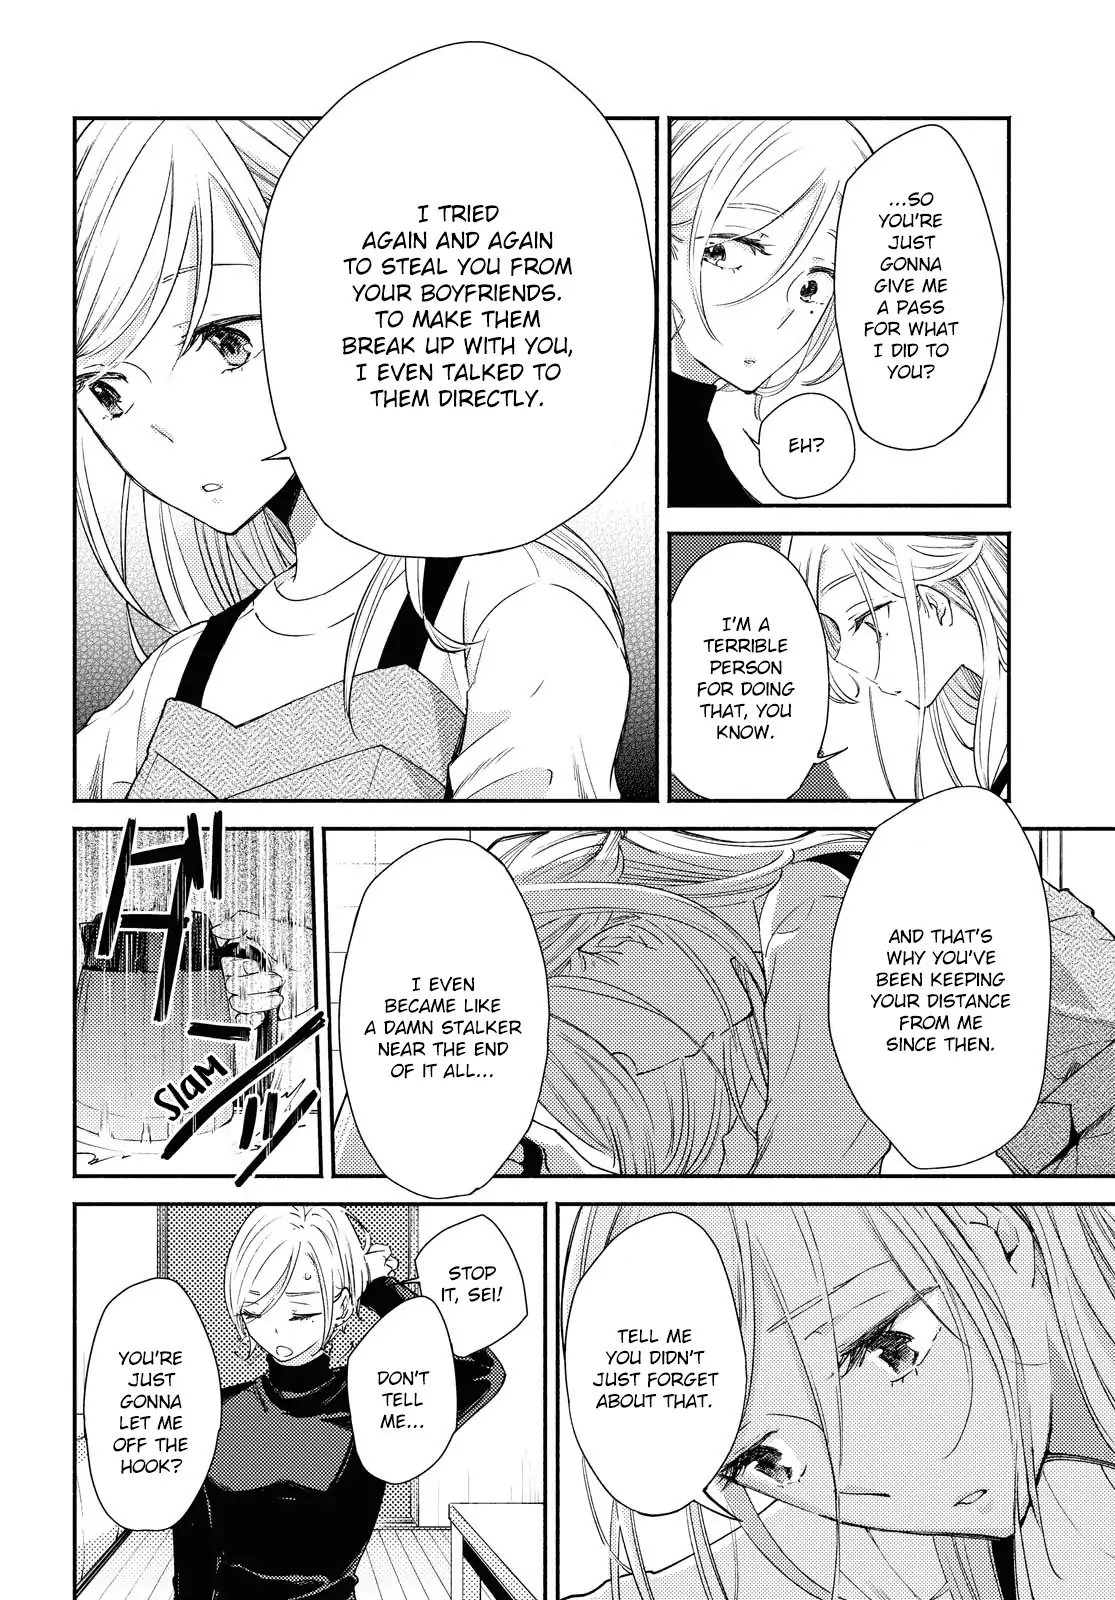 ...SO
YOU'RE
JUST
GONNA
GIVE ME
A PASS
FOR WHAT
I DID TO
YOU?
EH?
I TRIED
AGAIN AND AGAIN
TO STEAL YOU FROM
YOUR BOYFRIENDS.
TO MAKE THEM
BREAK UP WITH YOU,
I EVEN TALKED TO
THEM DIRECTLY.
I'M A
TERRIBLE
PERSON
FOR DOING
THAT, YOU
KNOW.
AND THAT'S
WHY YOU'VE
BEEN KEEPING
YOUR DISTANCE
FROM ME
SINCE THEN.
I EVEN
BECAME LIKE
A DAMN STALKER
NEAR THE END
OF IT ALL...
ガンッ
Slam
TELL ME
YOU DIDN'T
JUST FORGET
ABOUT THAT.
STOP
IT, SEI!
DON'T
TELL
ME...
YOU'RE
JUST
GONNA
LET ME
OFF THE
HOOK?